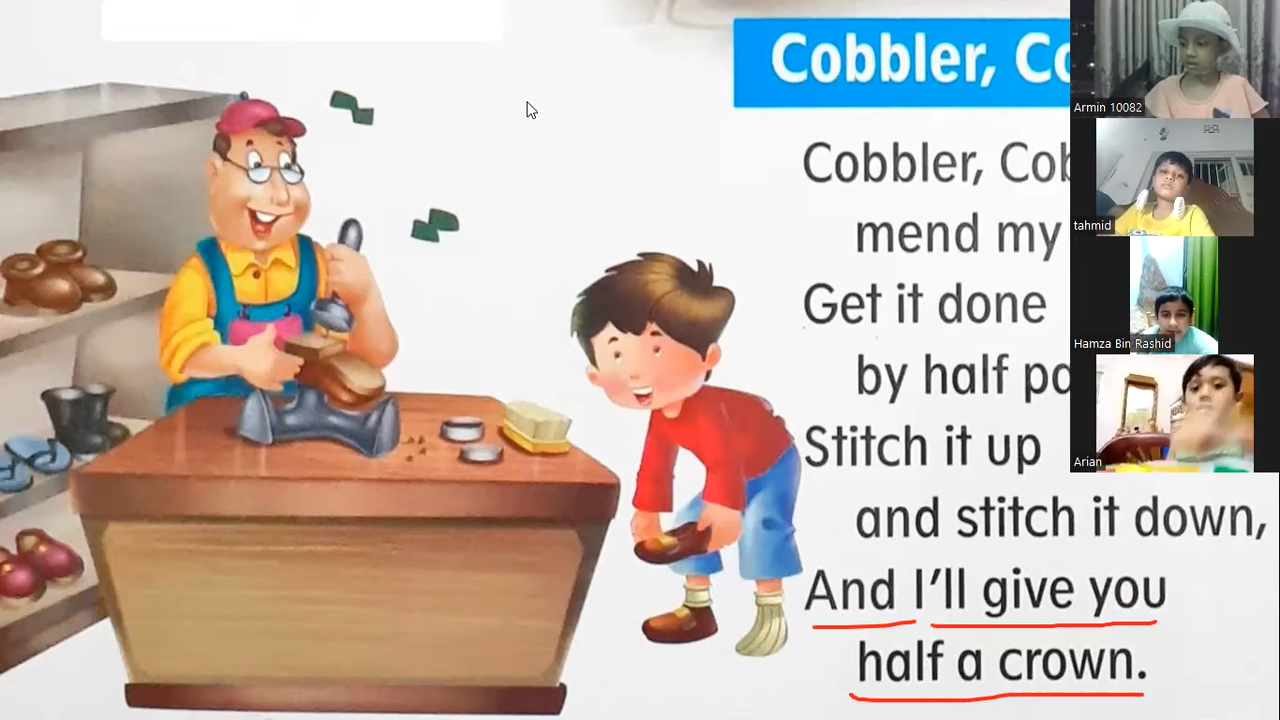 Cobbler, Co
Cobbler, Cob
mend my
Get it done
by half pa
Stitch it up
and stitch it down,
And I'll give you
half a crown.
Armin 10082
tahmid
Hamza Bin Rashid
Arian